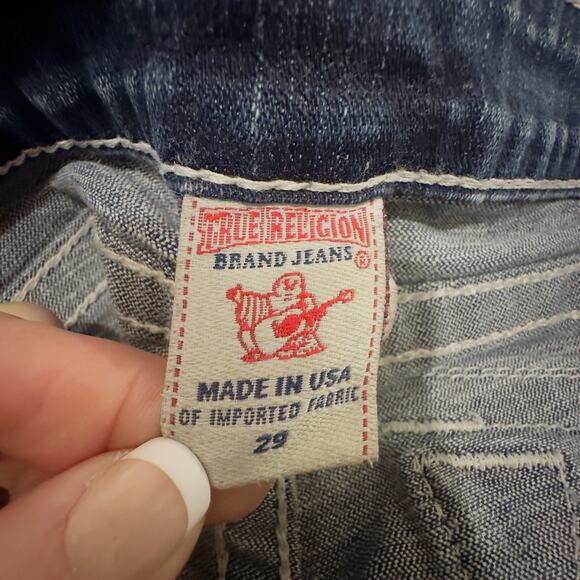 TRUE RELIGION
BRAND JEANS®
MADE IN USA
OF IMPORTED FABRIC
29